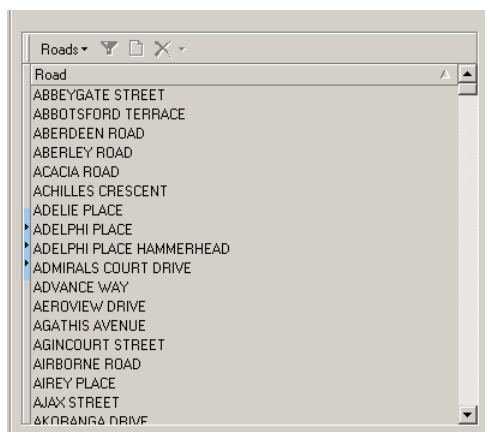 Roads
Road
ABBEYGATE STREET
ABBOTSFORD TERRACE
ABERDEEN ROAD
ABERLEY ROAD
ACACIA ROAD
ACHILLES CRESCENT
ADELIE PLACE
ADELPHI PLACE
ADELPHI PLACE HAMMERHEAD
ADMIRALS COURT DRIVE
ADVANCE WAY
AEROVIEW DRIVE
AGATHIS AVENUE
AGINCOURT STREET
AIRBORNE ROAD
AIREY PLACE
AJAX STREET
AKORANGA DRIVE